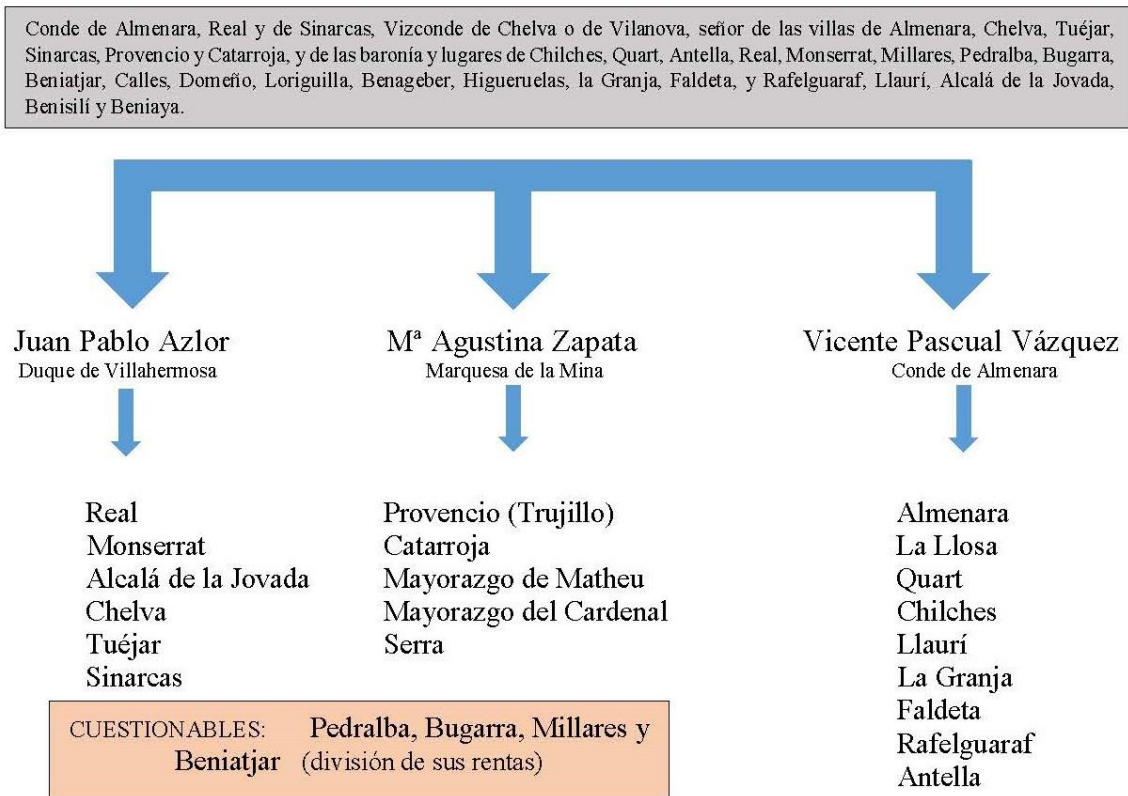 Conde de Almenara, Real y de Sinarcas, Vizconde de Chelva o de Vilanova, señor de las villas de Almenara, Chelva, Tuéjar,
Sinarcas, Provencio y Catarroja, y de las baronía y lugares de Chilches, Quart, Antella, Real, Monserrat, Millares, Pedralba, Bugarra,
Beniatjar, Calles, Domeño, Loriguilla, Benageber, Higueruelas, la Granja, Faldeta, y Rafelguaraf, Llaurí, Alcalá de la Jovada,
Benisilí y Beniaya.
Juan Pablo Azlor
Duque de Villahermosa
Real
Monserrat
Alcalá de la Jovada
Chelva
Tuéjar
Sinarcas
Mª Agustina Zapata
Marquesa de la Mina
Provencio (Trujillo)
Catarroja
Mayorazgo de Matheu
Mayorazgo del Cardenal
Serra
CUESTIONABLES: Pedralba, Bugarra, Millares y
Beniatjar (división de sus rentas)
Vicente Pascual Vázquez
Conde de Almenara
Almenara
La Llosa
Quart
Chilches
Llaurí
La Granja
Faldeta
Rafelguaraf
Antella